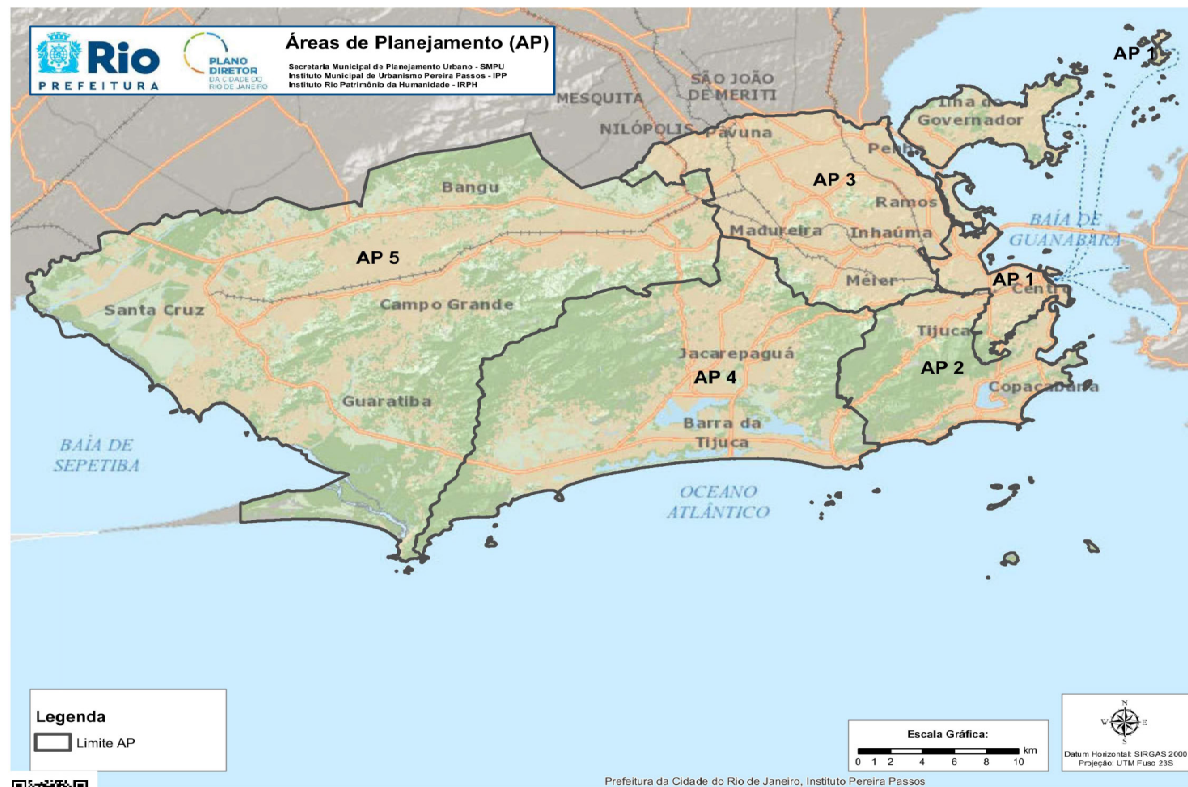 Rio
PREFEITURA
PLANO
DIRETOR
DA CIDADE DO
RIO DE JANEIRO
Áreas de Planejamento (AP)
Secretaria Municipal de Planejamento Urbano - SMPU
Instituto Municipal de Urbanismo Pereira Passos - IPP
Instituto Rio Patrimônio da Humanidade - IRPH
AP 1
SÃO JOÃO
DE MERITI
MESQUITA
NILÓPOLIS
Pavuna
Ilha do
Governador
Penha
Bangu
AP 3
Ramos
BAÍA DE
GUANABARA
Madureira
Inhaúma
AP 5
Méier
AP 1
Centro
Santa Cruz
Campo Grande
Tijuca
Jacarepaguá
AP 4
AP 2
Copacabana
Guaratiba
Barra da
Tijuca
BAÍA DE
SEPETIBA
OCEANO
ATLÂNTICO
Legenda
Limite AP
Escala Gráfica:
km
0 1 2 4 6 8 10
N
W E
S
Datum Horizontal: SIRGAS 2000
Projeção: UTM Fuso 23S
Prefeitura da Cidade do Rio de Janeiro, Instituto Pereira Passos